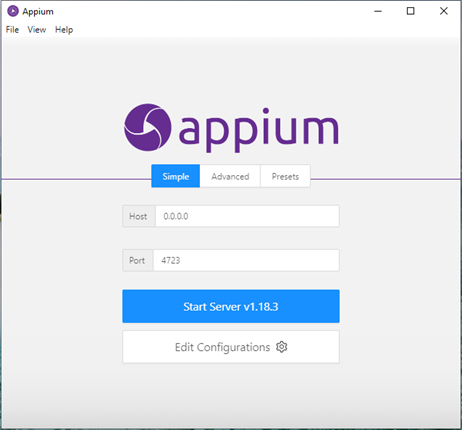 Appium
File View Help
appium
Simple Advanced Presets
Host 0.0.0.0
Port 4723
Start Server v1.18.3
Edit Configurations